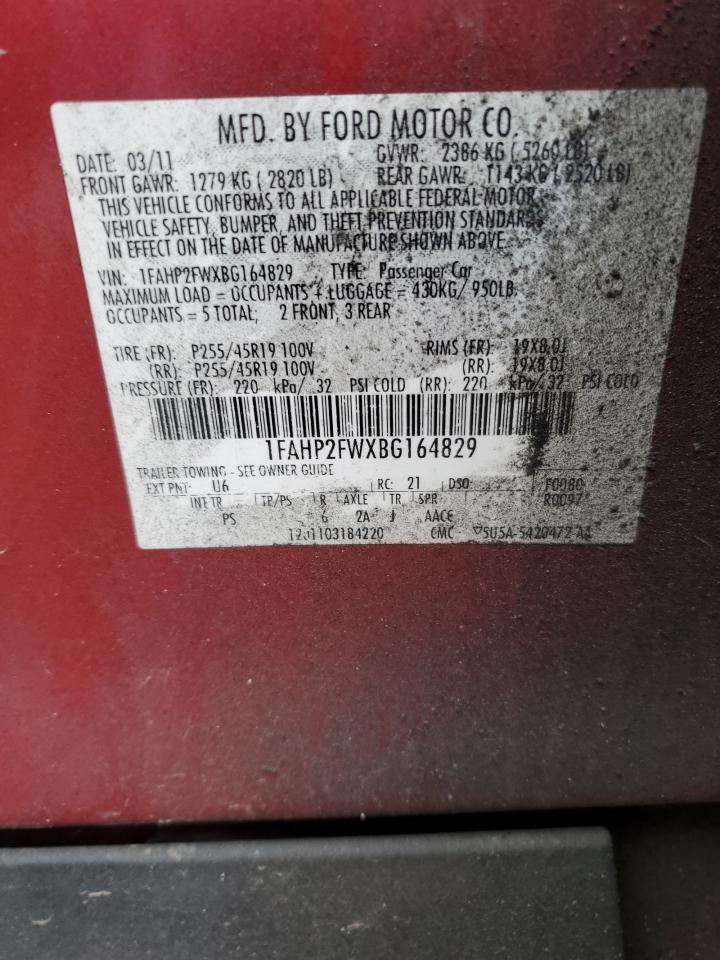 MFD. BY FORD MOTOR CO.
DATE: 03/11 GVWR: 2386 KG ( 5260 LB)
FRONT GAWR: 1279 KG ( 2820 LB) REAR GAWR: 1143 KG ( 2520 LB)
THIS VEHICLE CONFORMS TO ALL APPLICABLE FEDERAL MOTOR
VEHICLE SAFETY, BUMPER, AND THEFT PREVENTION STANDARDS
IN EFFECT ON THE DATE OF MANUFACTURE SHOWN ABOVE.
VIN: 1FAHP2FWXBG164829 TYPE: Passenger Car
MAXIMUM LOAD = OCCUPANTS + LUGGAGE = 430KG/ 950LB.
OCCUPANTS = 5 TOTAL; 2 FRONT, 3 REAR
TIRE (FR): P255/45R19 100V RIMS (FR): 19X8.0J
(RR): P255/45R19 100V (RR): 19X8.0J
PRESSURE (FR): 220 kPa/ 32 PSI COLD (RR): 220 kPa/ 32 PSI COLD
1FAHP2FWXBG164829
TRAILER TOWING - SEE OWNER GUIDE
EXT PNT: U6 RC: 21 DSO: F0080
INT TR TP/PS R AXLE TR SPR R0097
PS 6 2A J AACE
CMC